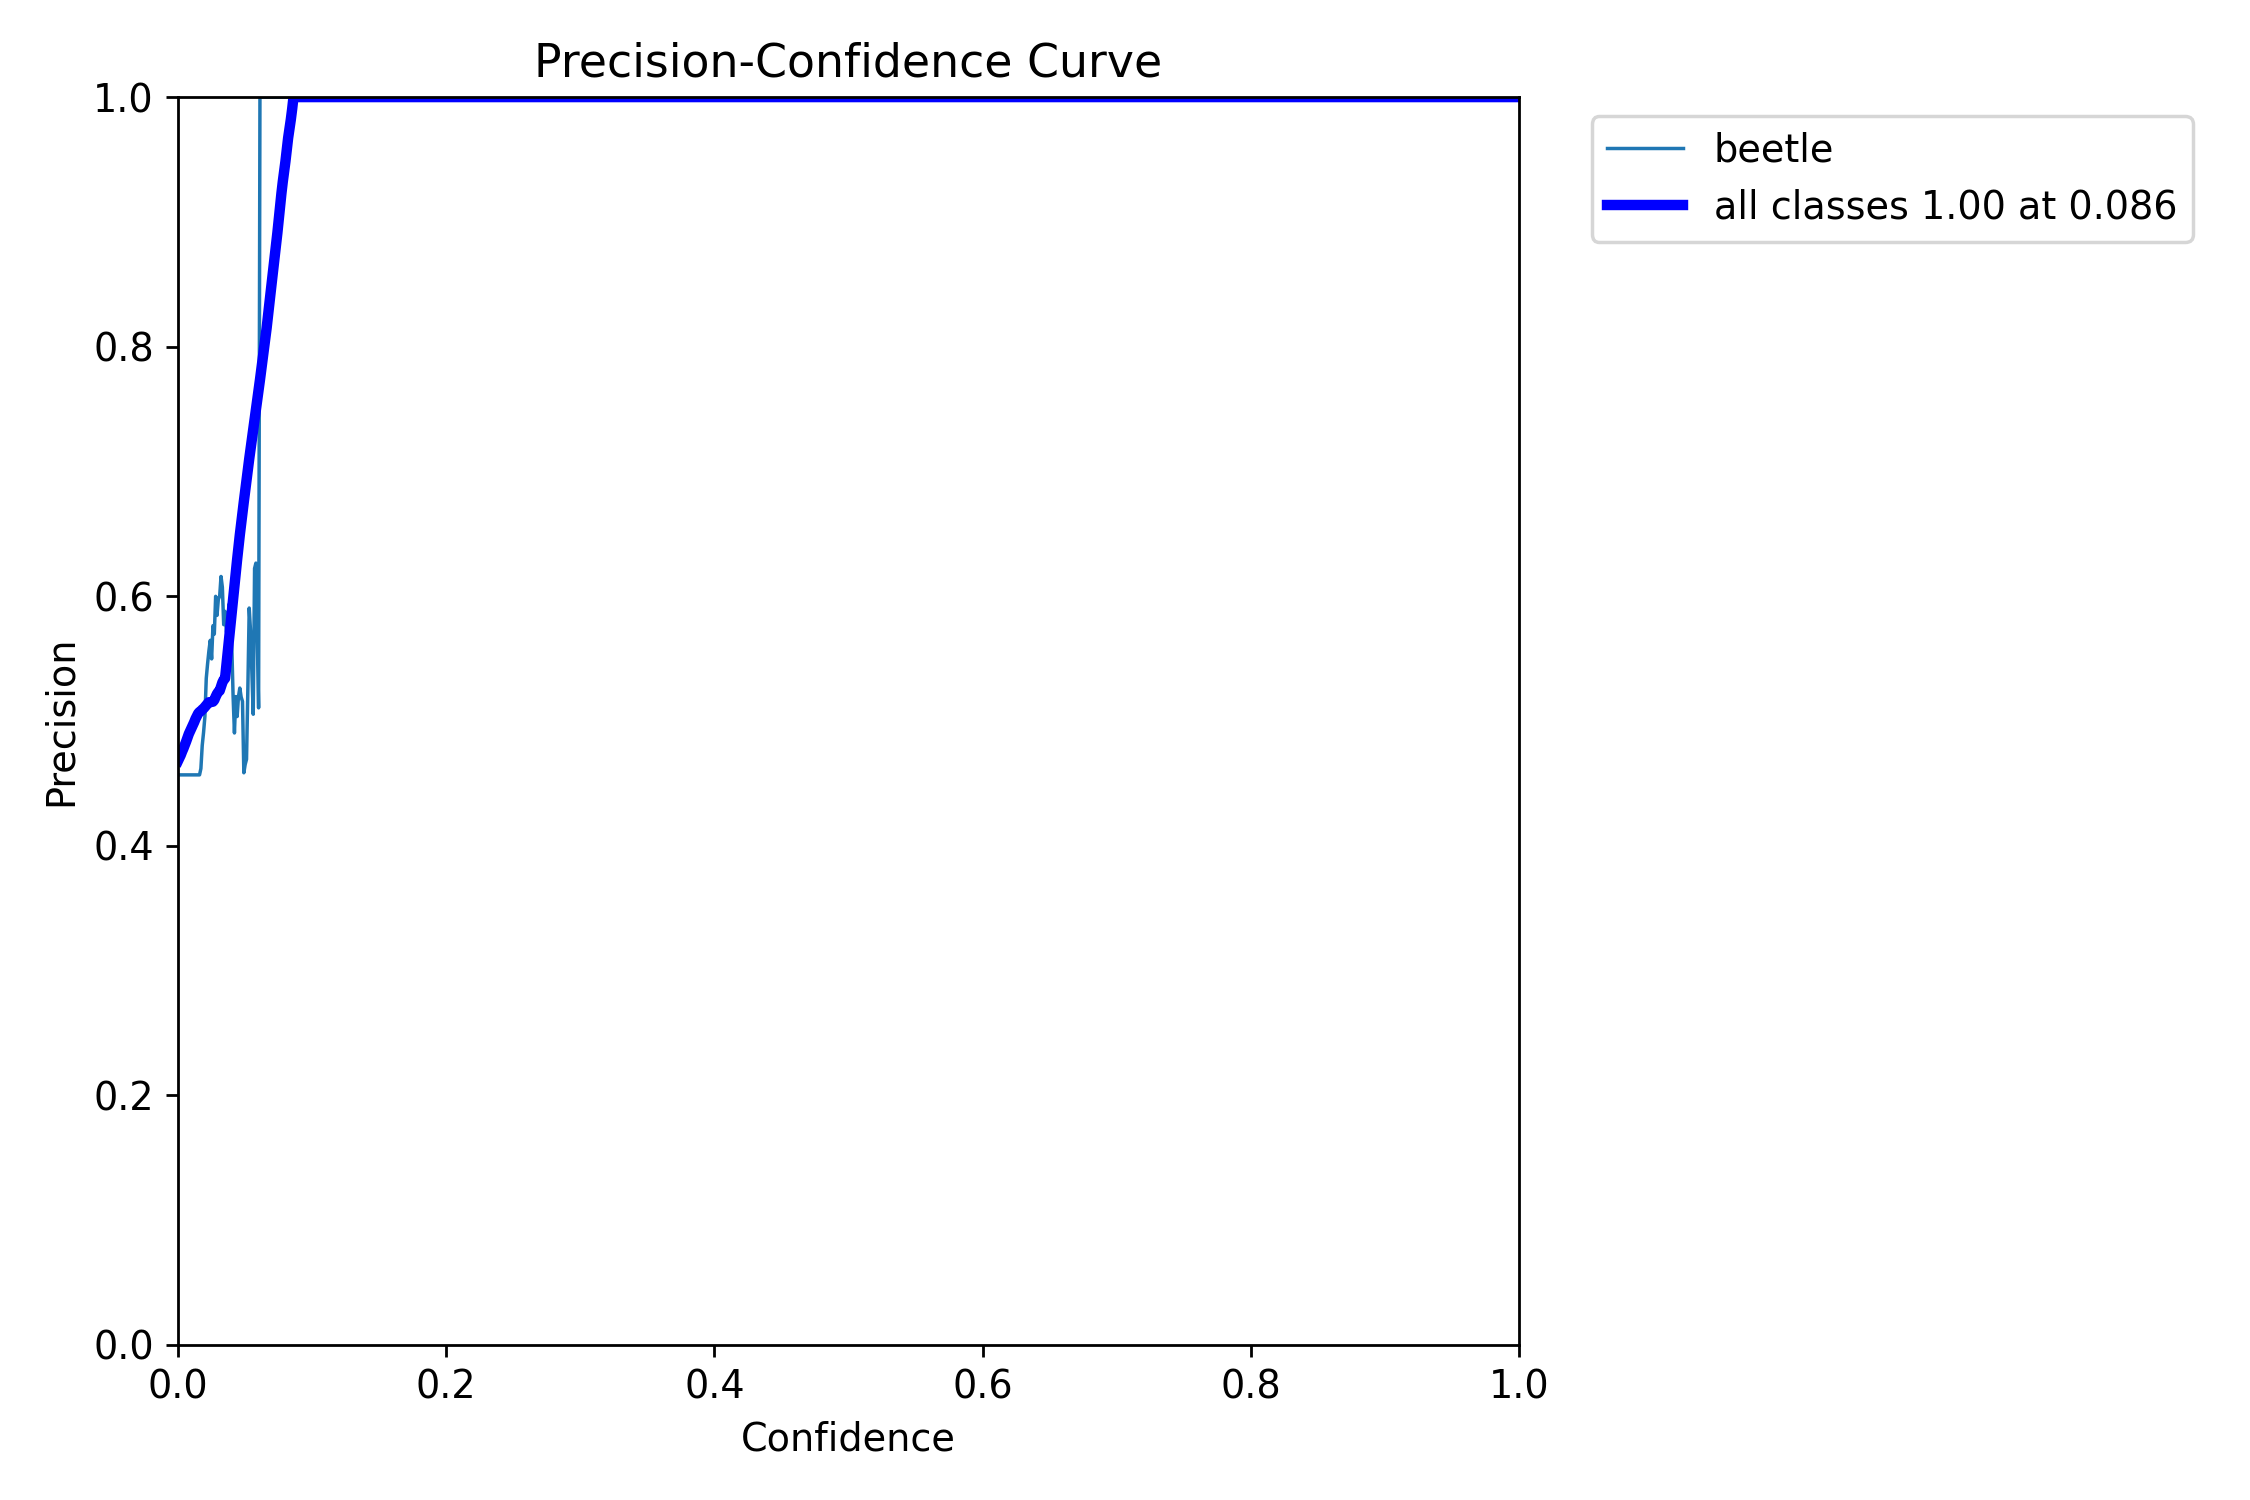 Precision-Confidence Curve
beetle
all classes 1.00 at 0.086
Precision
1.0
0.8
0.6
0.4
0.2
0.0
0.0 0.2 0.4 0.6 0.8 1.0
Confidence